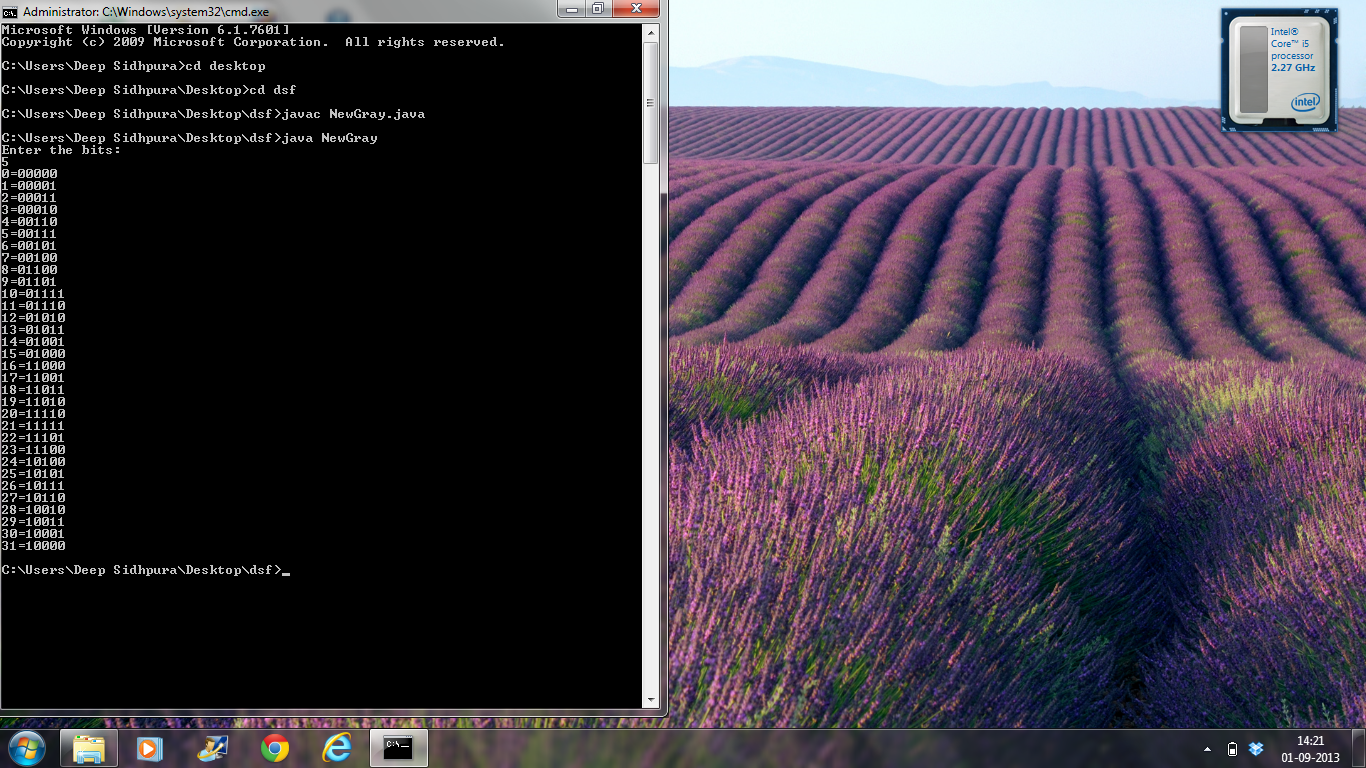 Administrator: C:\Windows\system32\cmd.exe
Microsoft Windows [Version 6.1.7601]
Copyright (c) 2009 Microsoft Corporation.  All rights reserved.
C:\Users\Deep Sidhpura>cd desktop
C:\Users\Deep Sidhpura\Desktop>cd dsf
C:\Users\Deep Sidhpura\Desktop\dsf>javac NewGray.java
C:\Users\Deep Sidhpura\Desktop\dsf>java NewGray
Enter the bits:
5
0=00000
1=00001
2=00011
3=00010
4=00110
5=00111
6=00101
7=00100
8=01100
9=01101
10=01111
11=01110
12=01010
13=01011
14=01001
15=01000
16=11000
17=11001
18=11011
19=11010
20=11110
21=11111
22=11101
23=11100
24=10100
25=10101
26=10111
27=10110
28=10010
29=10011
30=10001
31=10000
C:\Users\Deep Sidhpura\Desktop\dsf>_
Intel®
Core™ i5
processor
2.27 GHz
intel
C:\_
14:21
01-09-2013